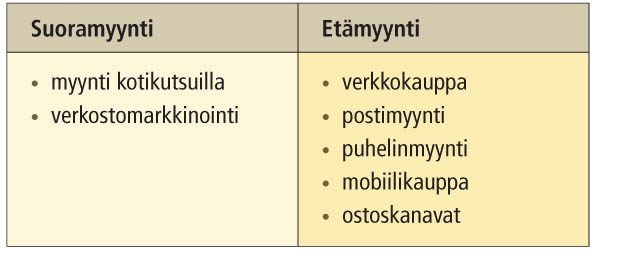 Suoramyynti
• myynti kotikutsuilla
• verkostomarkkinointi
Etämyynti
• verkkokauppa
• postimyynti
• puhelinmyynti
• mobiilikauppa
• ostoskanavat